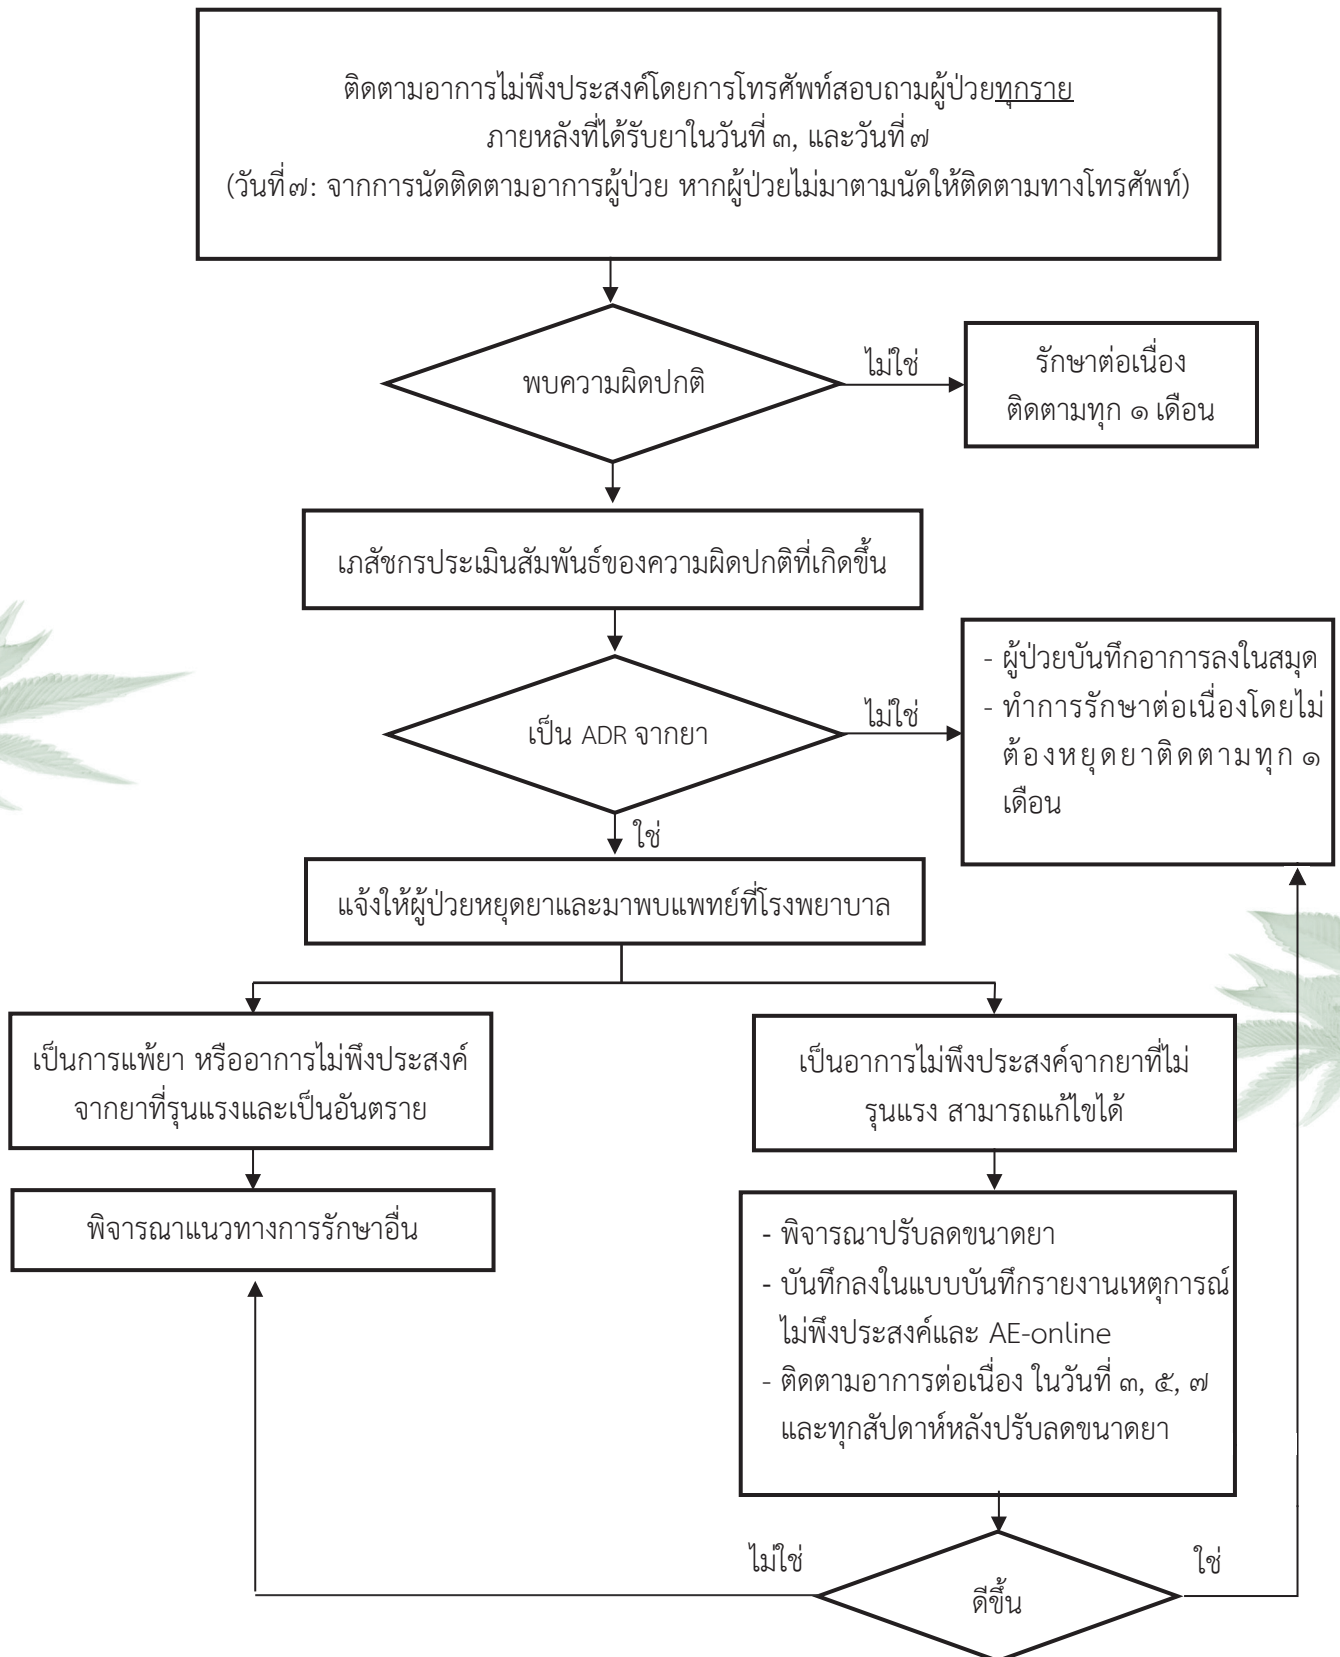 ติดตามอาการไม่พึงประสงค์โดยการโทรศัพท์สอบถามผู้ป่วยทุกราย
ภายหลังที่ได้รับยาในวันที่ ๓, และวันที่ ๗
(วันที่ ๗: จากการนัดติดตามอาการผู้ป่วย หากผู้ป่วยไม่มาตามนัดให้ติดตามทางโทรศัพท์)
พบความผิดปกติ
ไม่ใช่
รักษาต่อเนื่อง
ติดตามทุก ๑ เดือน
เภสัชกรประเมินสัมพันธ์ของความผิดปกติที่เกิดขึ้น
เป็น ADR จากยา
ไม่ใช่
- ผู้ป่วยบันทึกอาการลงในสมุด
- ทำการรักษาต่อเนื่องโดยไม่
ต้องหยุดยาติดตามทุก ๑
เดือน
ใช่
แจ้งให้ผู้ป่วยหยุดยาและมาพบแพทย์ที่โรงพยาบาล
เป็นการแพ้ยา หรืออาการไม่พึงประสงค์
จากยาที่รุนแรงและเป็นอันตราย
พิจารณาแนวทางการรักษาอื่น
เป็นอาการไม่พึงประสงค์จากยาที่ไม่
รุนแรง สามารถแก้ไขได้
- พิจารณาปรับลดขนาดยา
- บันทึกลงในแบบบันทึกรายงานเหตุการณ์
ไม่พึงประสงค์และ AE-online
- ติดตามอาการต่อเนื่อง ในวันที่ ๓, ๕, ๗
และทุกสัปดาห์หลังปรับลดขนาดยา
ไม่ใช่
ดีขึ้น
ใช่